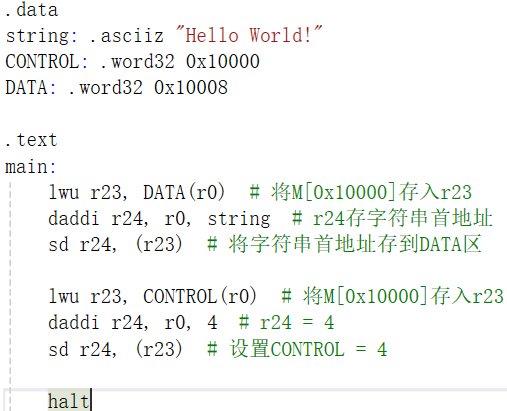 .data
string: .asciiz "Hello World!"
CONTROL: .word32 0x10000
DATA: .word32 0x10008
.text
main:
lwu r23, DATA(r0)  # 将M[0x10000]存入r23
daddi r24, r0, string  # r24存字符串首地址
sd r24, (r23)  # 将字符串首地址存到DATA区
lwu r23, CONTROL(r0)  # 将M[0x10000]存入r23
daddi r24, r0, 4  # r24 = 4
sd r24, (r23)  # 设置CONTROL = 4
halt